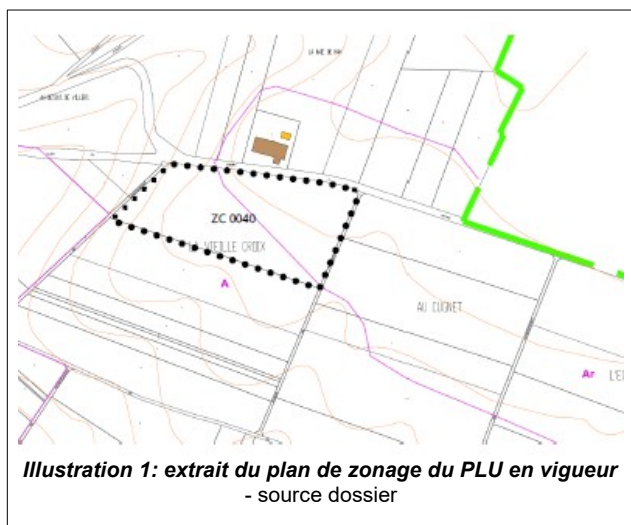 ZC 0040
LA VIEILLE CROIX
A
AU CUGNET
Ar
Illustration 1: extrait du plan de zonage du PLU en vigueur
- source dossier